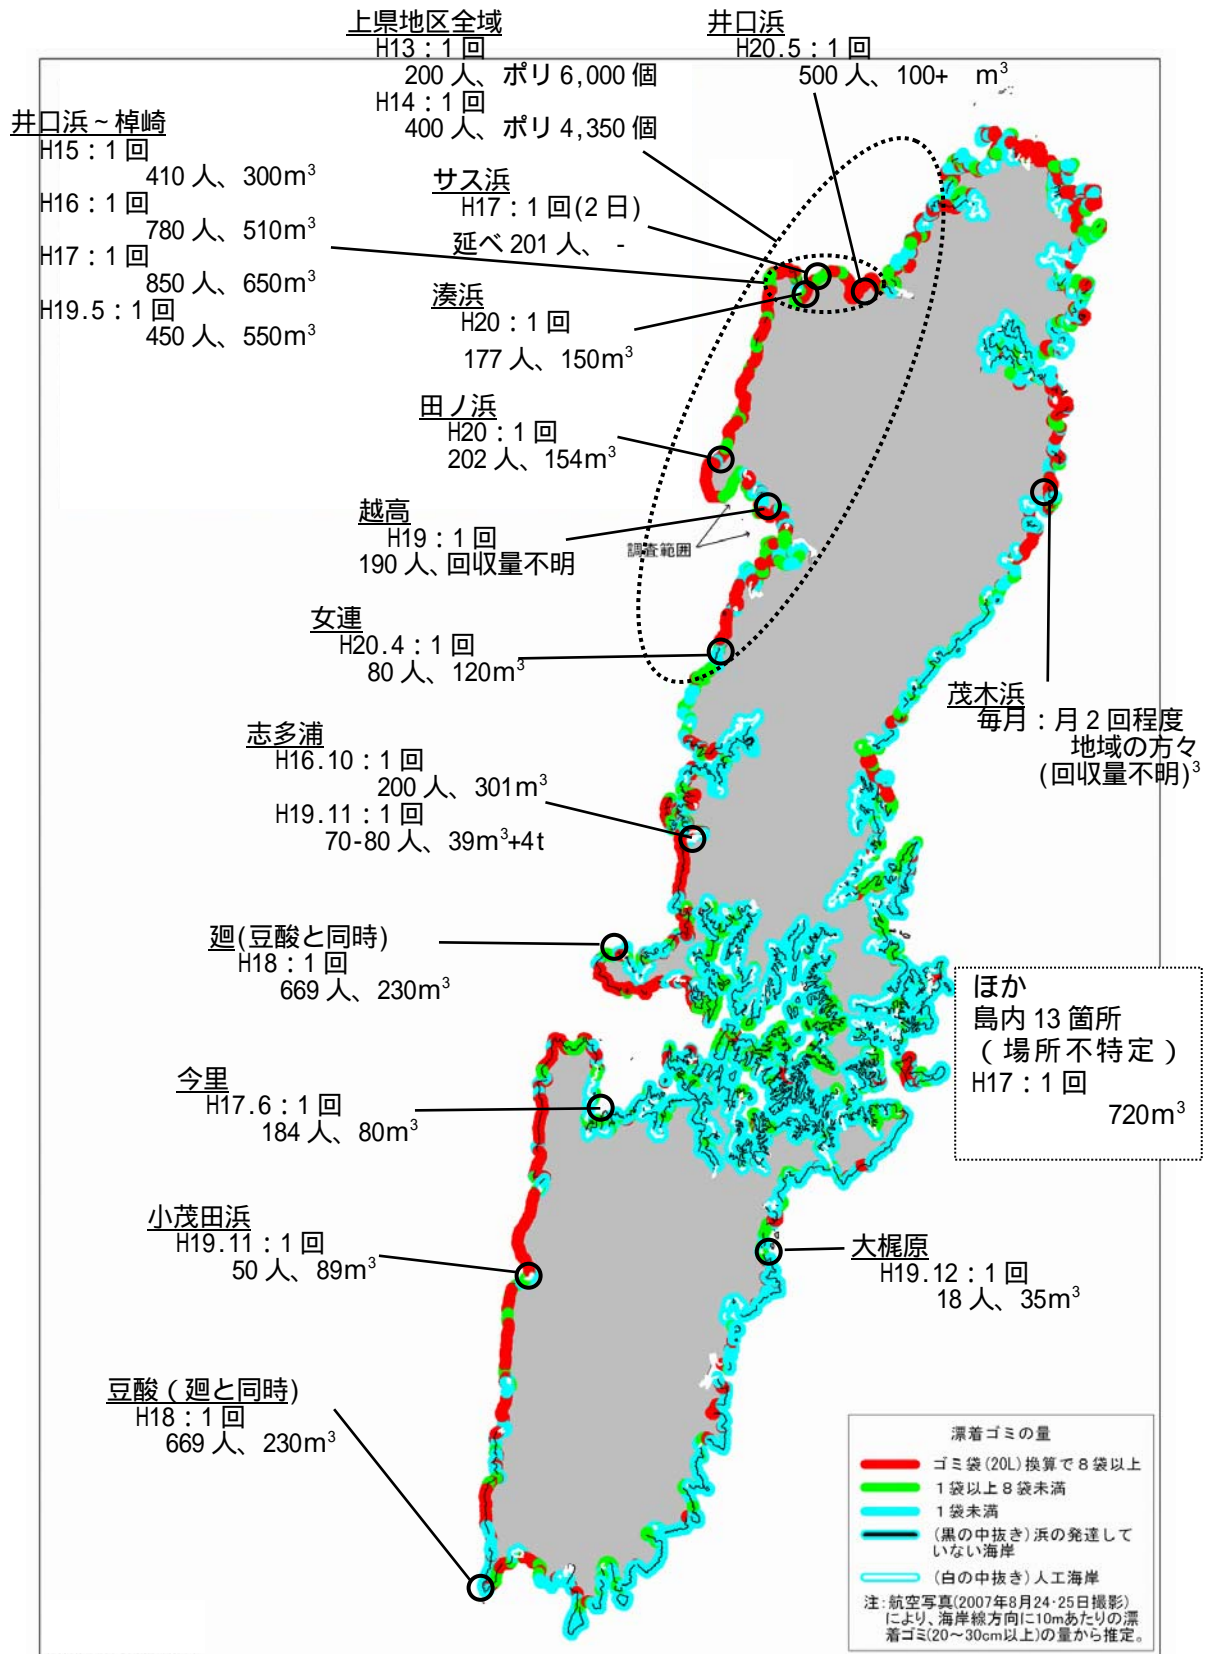 上県地区全域
H13：1回
200人、ポリ6,000個
H14：1回
400人、ポリ4,350個
井口浜
H20.5：1回
500人、100+ m³
井口浜～棹崎
H15：1回
410人、300m³
H16：1回
780人、510m³
H17：1回
850人、650m³
H19.5：1回
450人、550m³
サス浜
H17：1回(2日)
延べ201人、 -
湊浜
H20：1回
177人、150m³
田ノ浜
H20：1回
202人、154m³
越高
H19：1回
190人、回収量不明
調査範囲
女連
H20.4：1回
80人、120m³
茂木浜
毎月：月2回程度
地域の方々
(回収量不明)³
志多浦
H16.10：1回
200人、301m³
H19.11：1回
70-80人、39m³+4t
廻(豆酸と同時)
H18：1回
669人、230m³
ほか
島内13箇所
（場所不特定）
H17：1回
720m³
今里
H17.6：1回
184人、80m³
小茂田浜
H19.11：1回
50人、89m³
大梶原
H19.12：1回
18人、35m³
豆酸（廻と同時)
H18：1回
669人、230m³
漂着ゴミの量
ゴミ袋(20L)換算で8袋以上
1袋以上8袋未満
1袋未満
(黒の中抜き)浜の発達して
いない海岸
(白の中抜き)人工海岸
注：航空写真(2007年8月24・25日撮影)
により、海岸線方向に10mあたりの漂
着ゴミ(20～30cm以上)の量から推定。